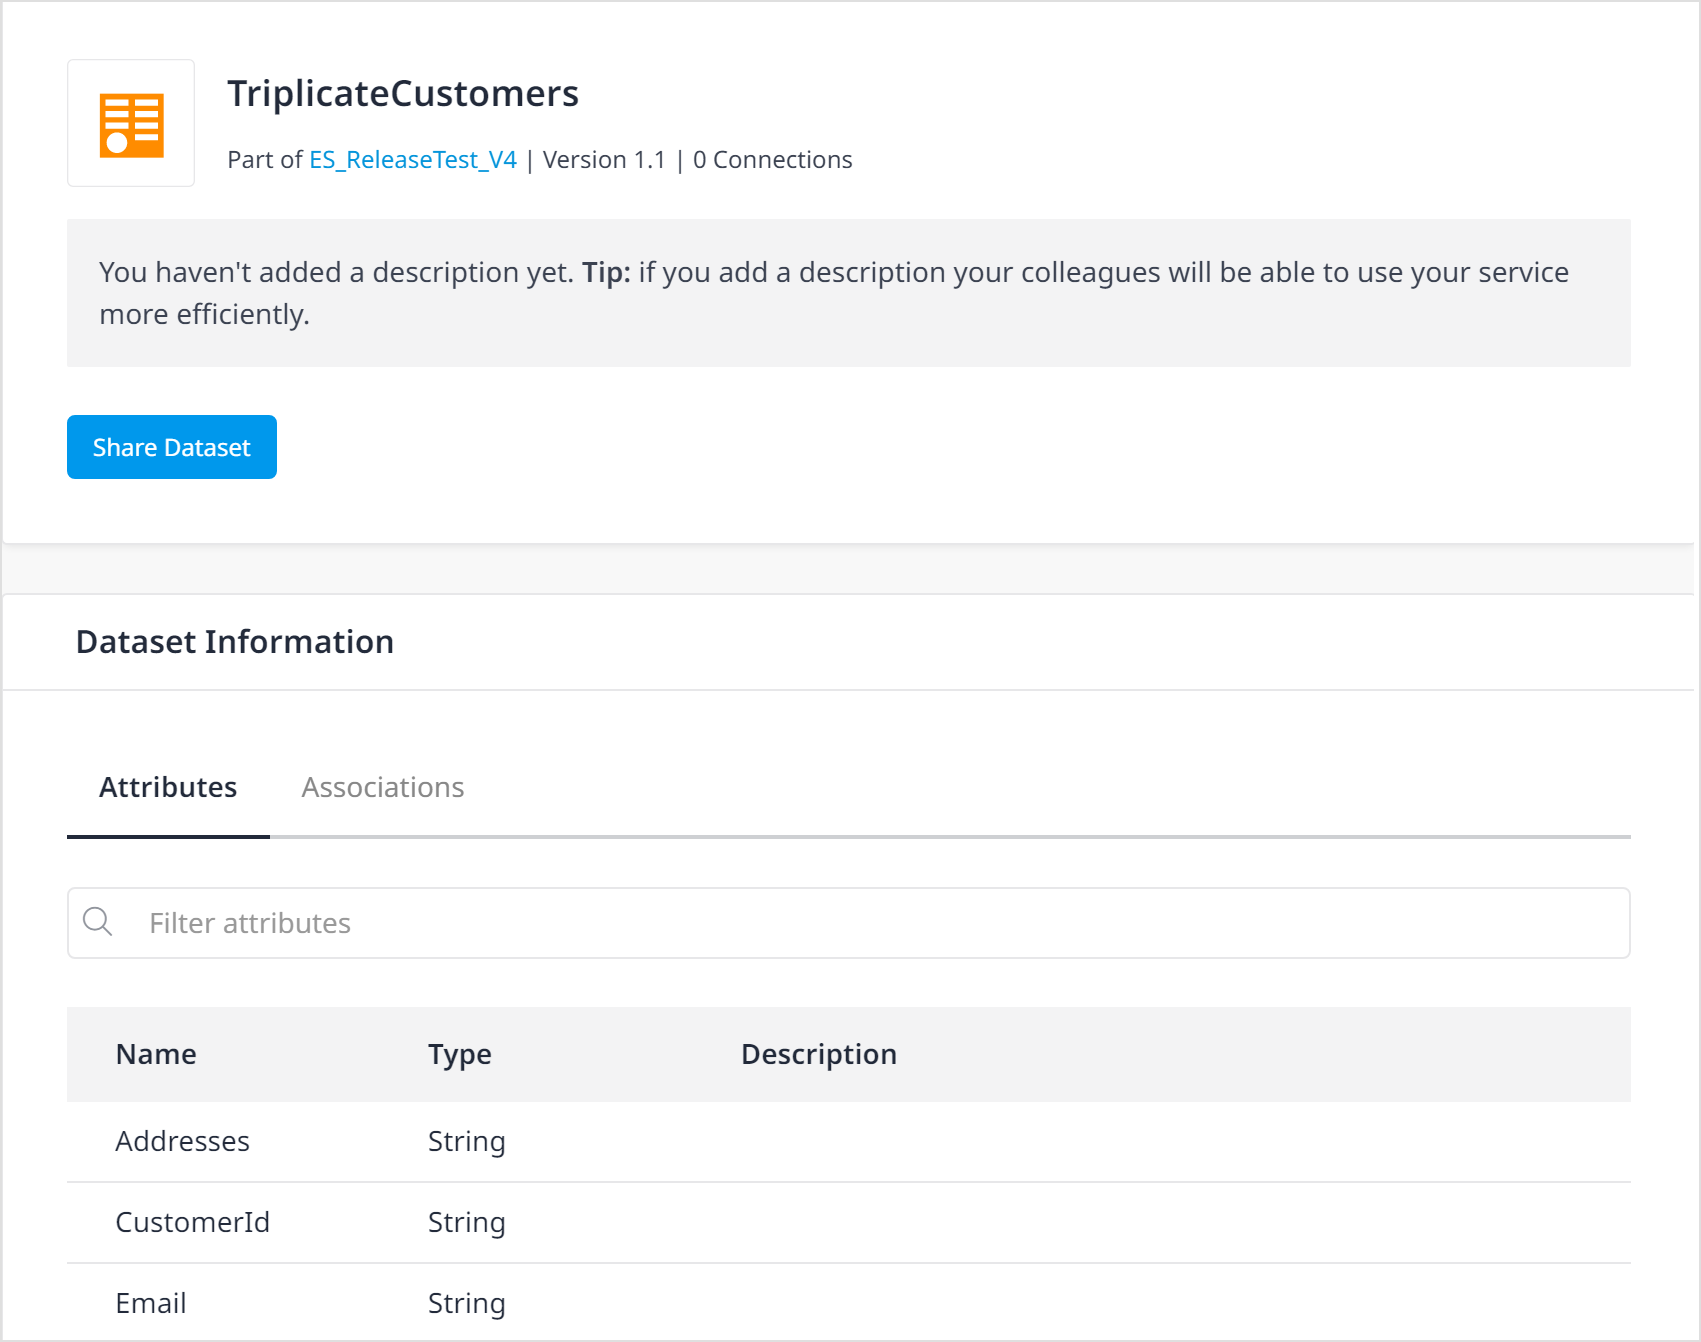 TriplicateCustomers
Part of ES_ReleaseTest_V4 | Version 1.1 | 0 Connections
You haven't added a description yet. Tip: if you add a description your colleagues will be able to use your service
more efficiently.
Share Dataset
Dataset Information
Attributes Associations
Filter attributes
Name Type Description
Addresses String
CustomerId String
Email String